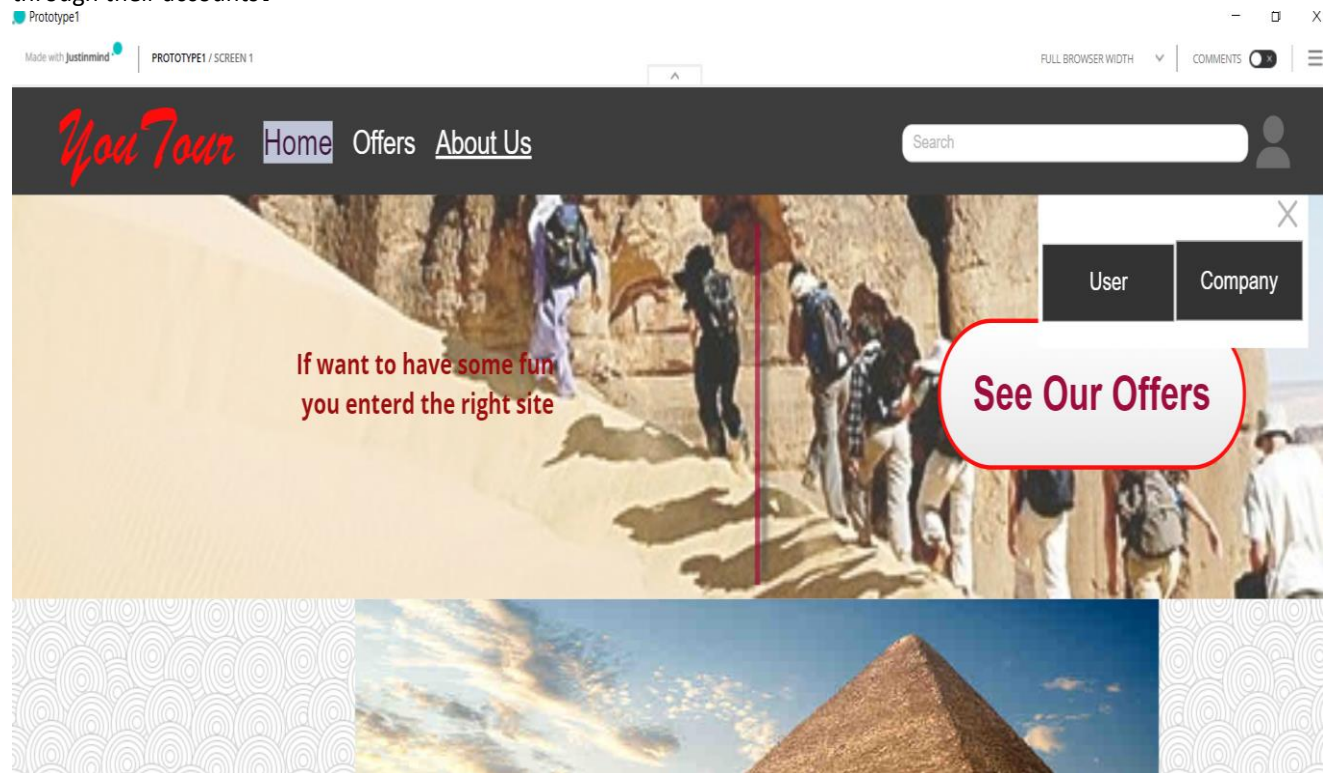 through their accounts.
Prototype1
Made with Justinmind
PROTOTYPE1 / SCREEN 1
FULL BROWSER WIDTH
COMMENTS
YouTour
Home
Offers
About Us
Search
User
Company
If want to have some fun
you enterd the right site
See Our Offers